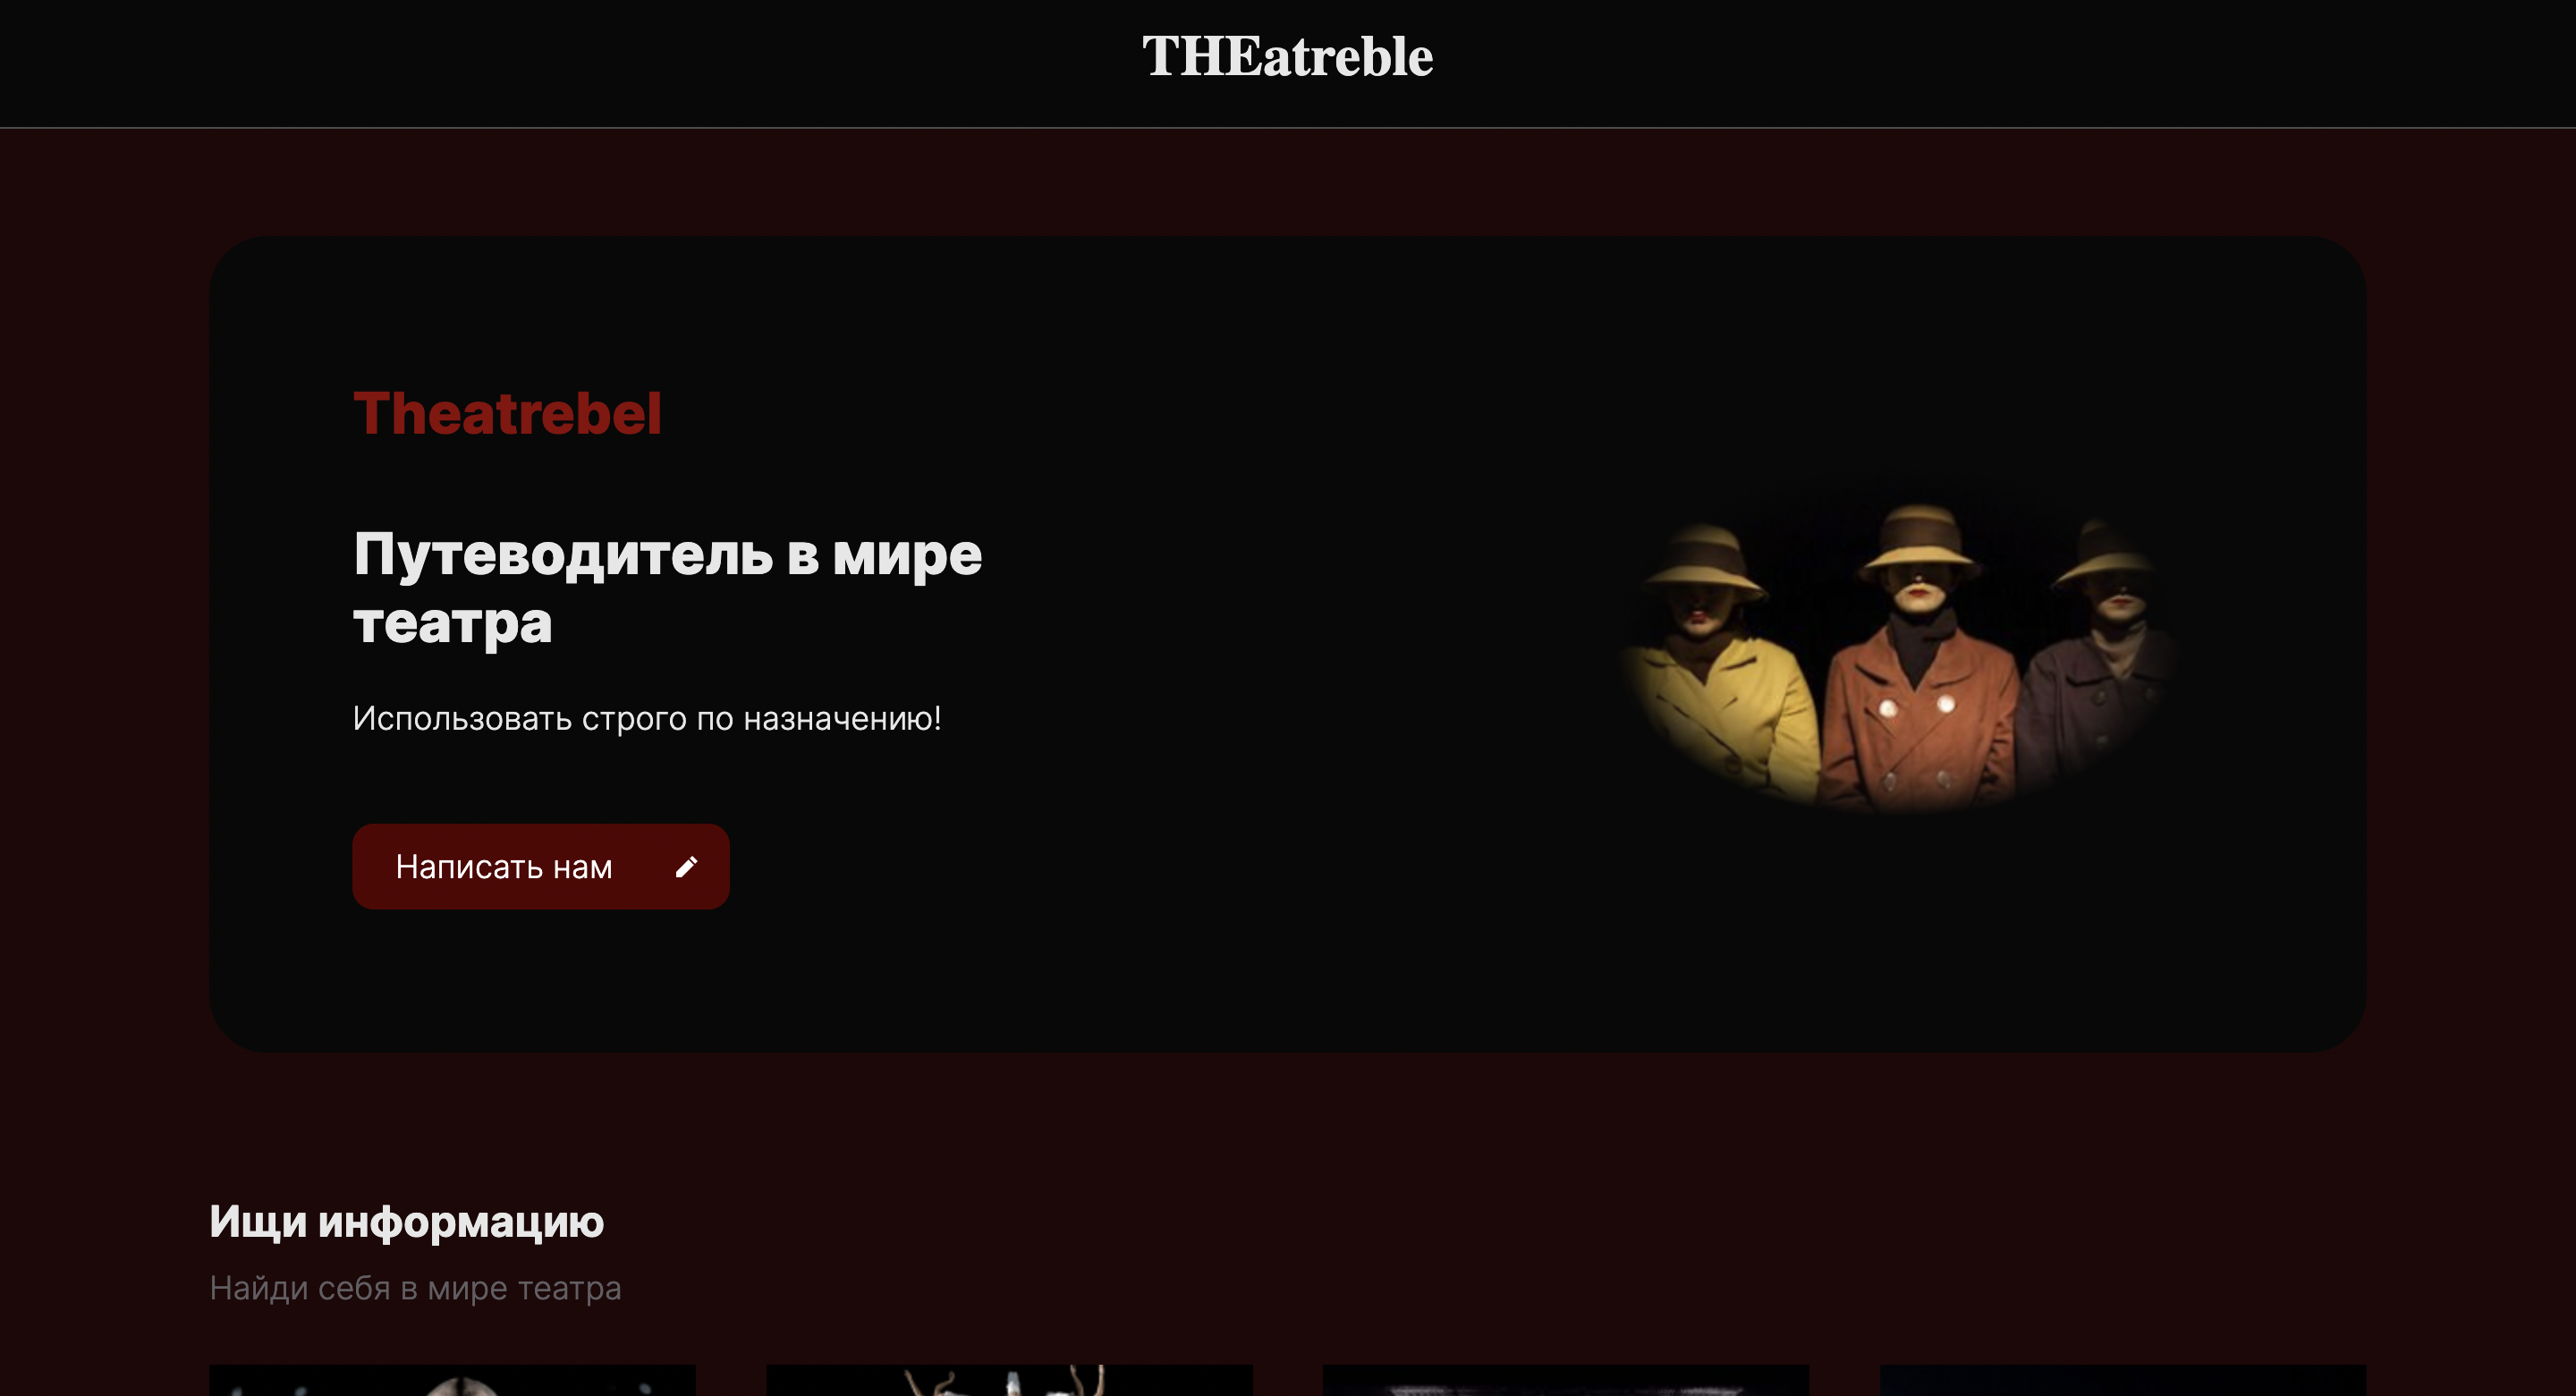 THEatreble
Theatrebel
Путеводитель в мире
театра
Использовать строго по назначению!
Написать нам
Ищи информацию
Найди себя в мире театра